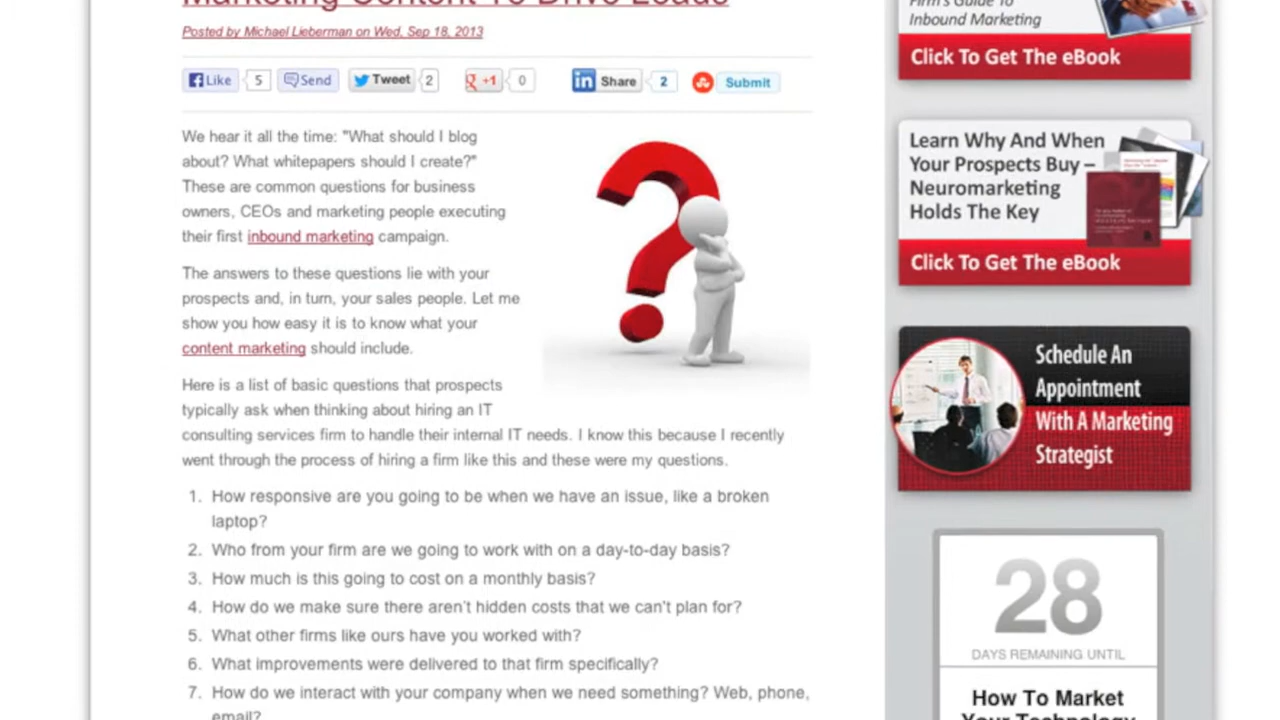 Marketing Content To Drive Leads
Posted by Michael Lieberman on Wed, Sep 18, 2013
Like 5 Send Tweet 2 +1 0 in Share 2 Submit
We hear it all the time: "What should I blog
about? What whitepapers should I create?"
These are common questions for business
owners, CEOs and marketing people executing
their first inbound marketing campaign.
The answers to these questions lie with your
prospects and, in turn, your sales people. Let me
show you how easy it is to know what your
content marketing should include.
Here is a list of basic questions that prospects
typically ask when thinking about hiring an IT
consulting services firm to handle their internal IT needs. I know this because I recently
went through the process of hiring a firm like this and these were my questions.
1. How responsive are you going to be when we have an issue, like a broken
laptop?
2. Who from your firm are we going to work with on a day-to-day basis?
3. How much is this going to cost on a monthly basis?
4. How do we make sure there aren't hidden costs that we can't plan for?
5. What other firms like ours have you worked with?
6. What improvements were delivered to that firm specifically?
7. How do we interact with your company when we need something? Web, phone,
email?
Firm's Guide To
Inbound Marketing
Click To Get The eBook
Learn Why And When
Your Prospects Buy –
Neuromarketing
Holds The Key
Click To Get The eBook
Schedule An
Appointment
With A Marketing
Strategist
28
DAYS REMAINING UNTIL
How To Market
Your Technology